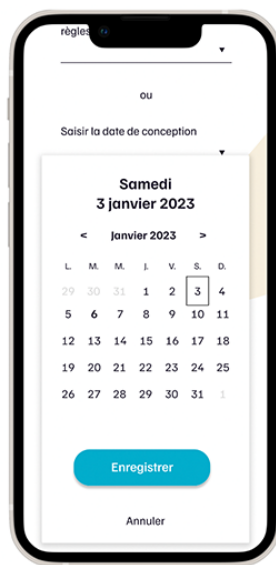 règles
ou
Saisir la date de conception
Samedi
3 janvier 2023
< Janvier 2023 >
L. M. M. J. V. S. D.
29 30 31 1 2 3 4
5 6 7 8 9 10 11
12 13 14 15 16 17 18
19 20 21 22 23 24 25
26 27 28 29 30 31 1
Enregistrer
Annuler